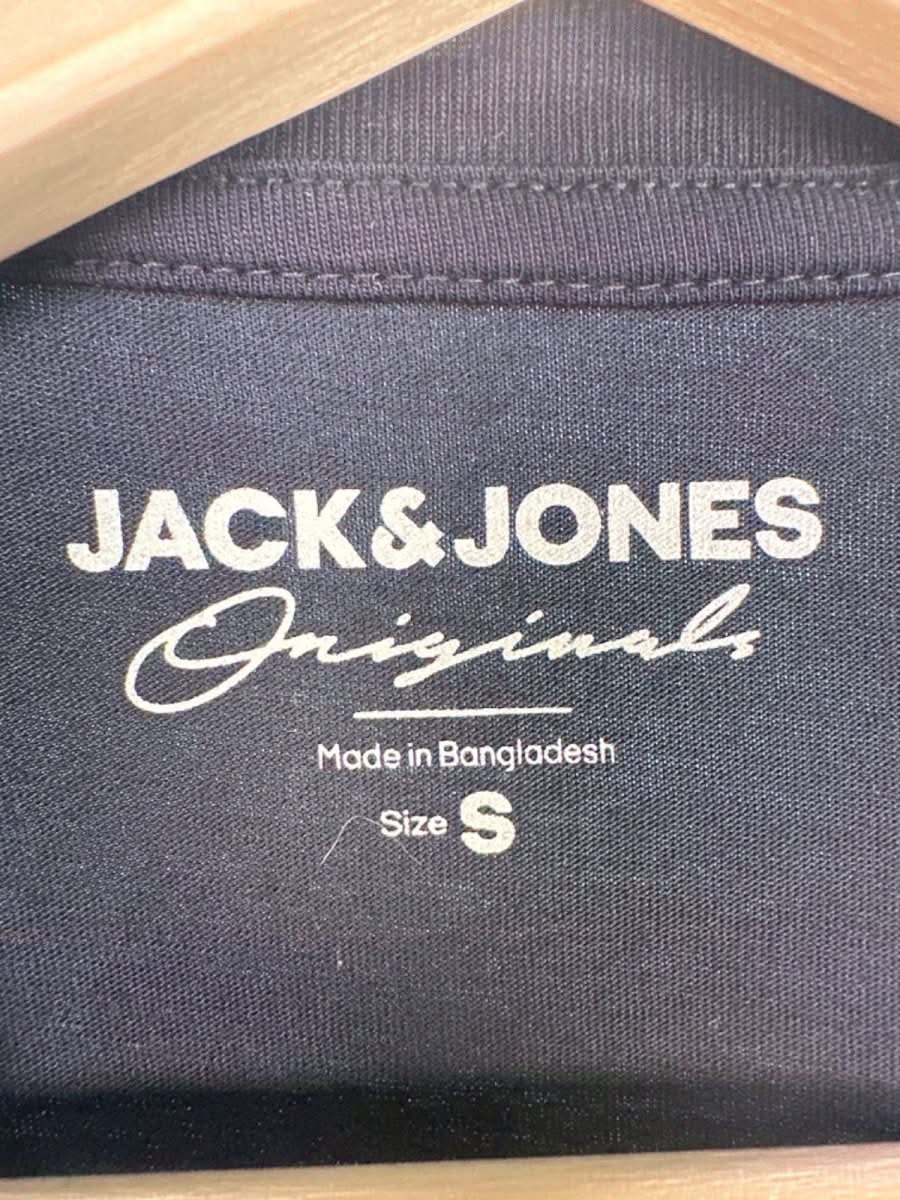 JACK&JONES
Originals
Made in Bangladesh
Size S